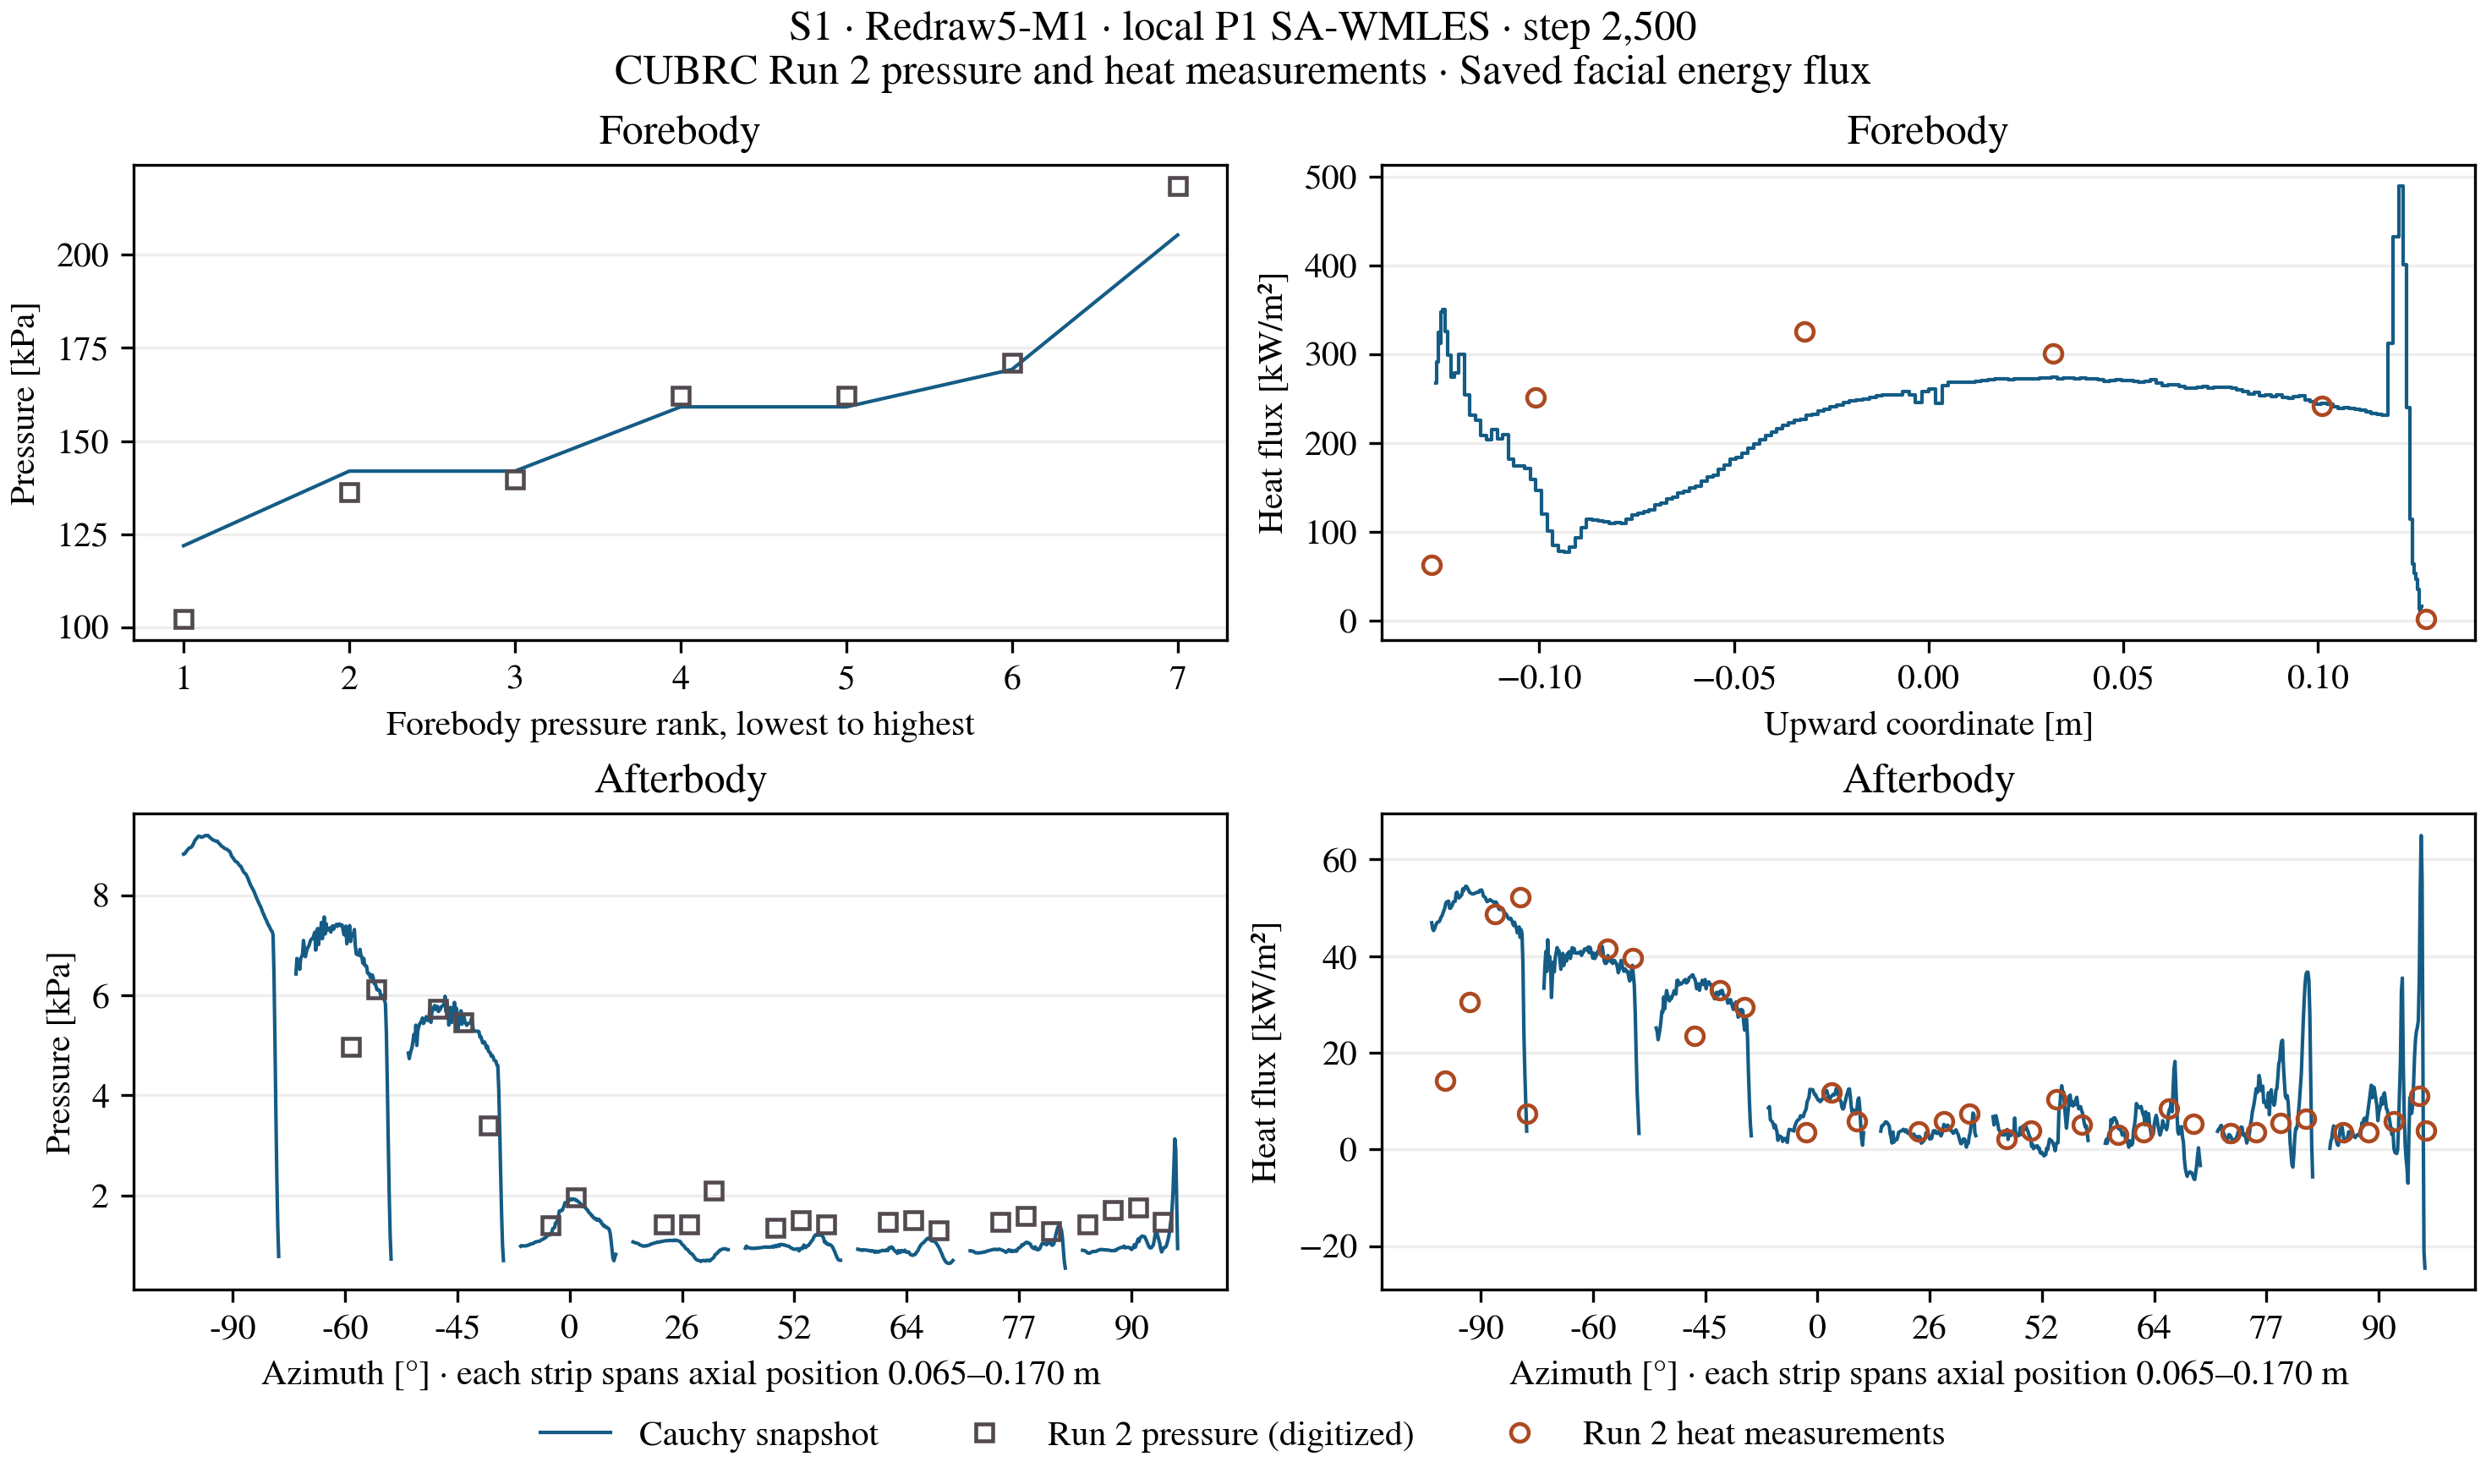 S1 · Redraw5-M1 · local P1 SA-WMLES · step 2,500
CUBRC Run 2 pressure and heat measurements · Saved facial energy flux
Forebody
Pressure [kPa]
200
175
150
125
100
1 2 3 4 5 6 7
Forebody pressure rank, lowest to highest
Forebody
Heat flux [kW/m²]
500
400
300
200
100
0
−0.10 −0.05 0.00 0.05 0.10
Upward coordinate [m]
Afterbody
Pressure [kPa]
8
6
4
2
-90 -60 -45 0 26 52 64 77 90
Azimuth [°] · each strip spans axial position 0.065–0.170 m
Afterbody
Heat flux [kW/m²]
60
40
20
0
−20
-90 -60 -45 0 26 52 64 77 90
Azimuth [°] · each strip spans axial position 0.065–0.170 m
Cauchy snapshot Run 2 pressure (digitized) Run 2 heat measurements